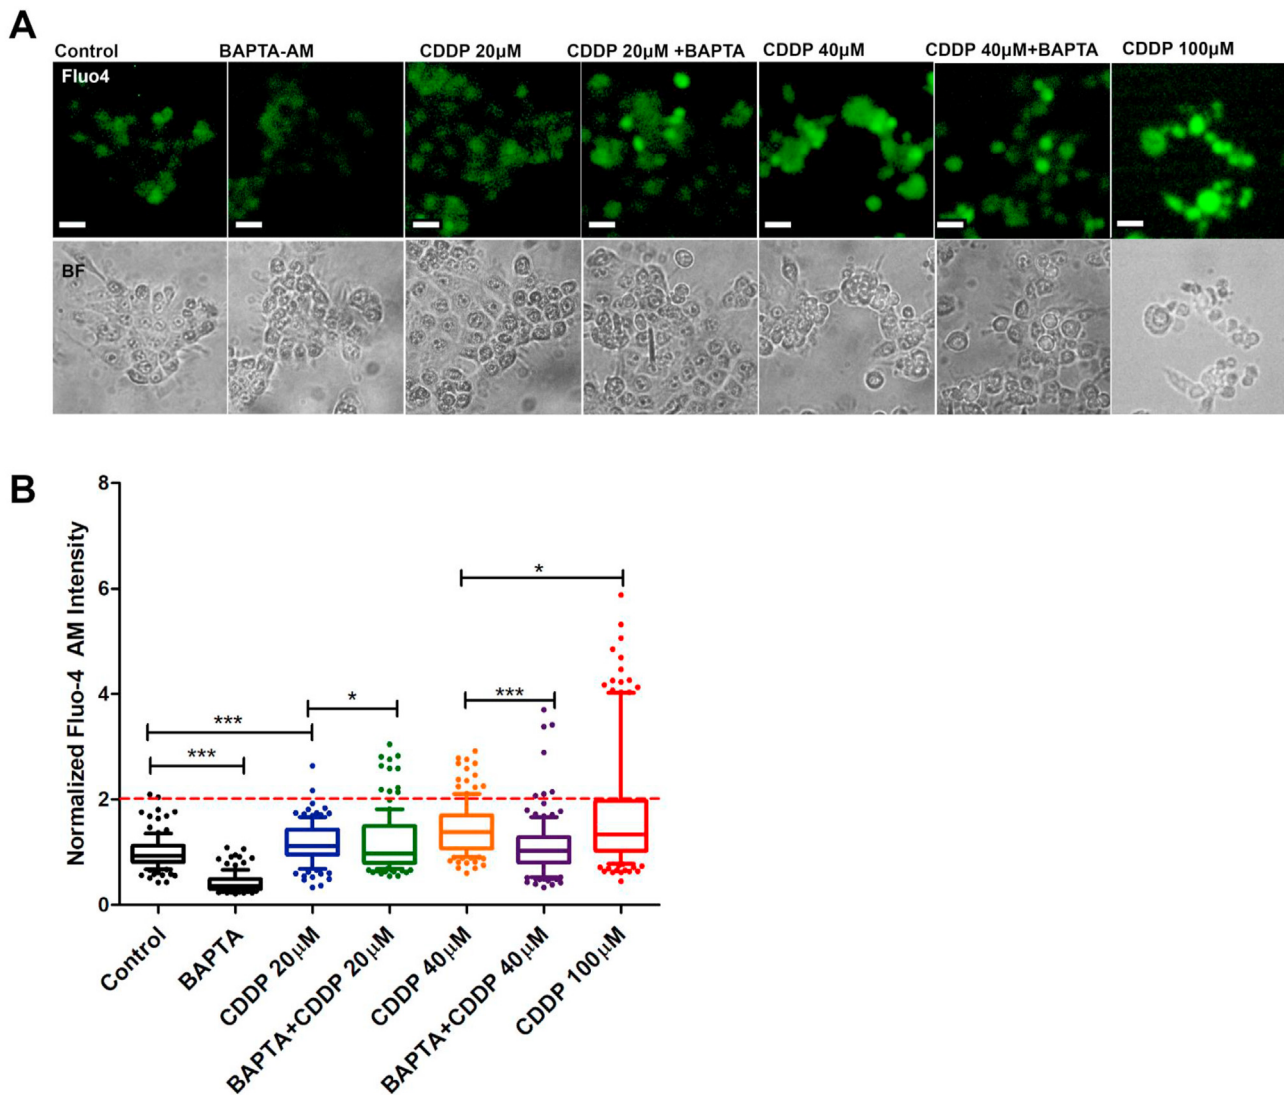 A
Control BAPTA-AM CDDP 20µM CDDP 20µM +BAPTA CDDP 40µM CDDP 40µM+BAPTA CDDP 100µM
Fluo4
BF
B
Normalized Fluo-4 AM Intensity
8
6
4
2
0
*
***
*
***
***
Control
BAPTA
CDDP 20µM
BAPTA+CDDP 20µM
CDDP 40µM
BAPTA+CDDP 40µM
CDDP 100µM